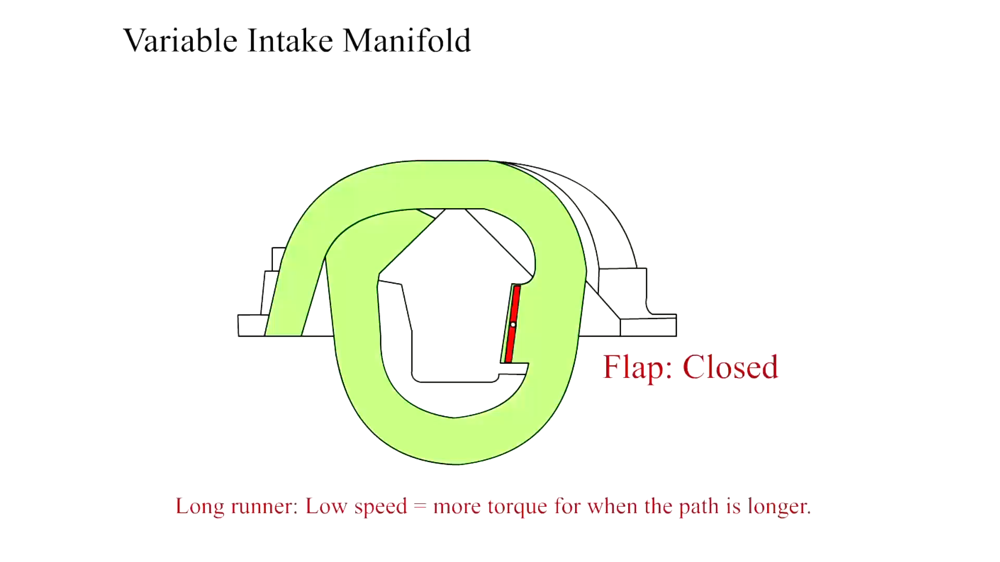 Variable Intake Manifold
Flap: Closed
Long runner: Low speed = more torque for when the path is longer.